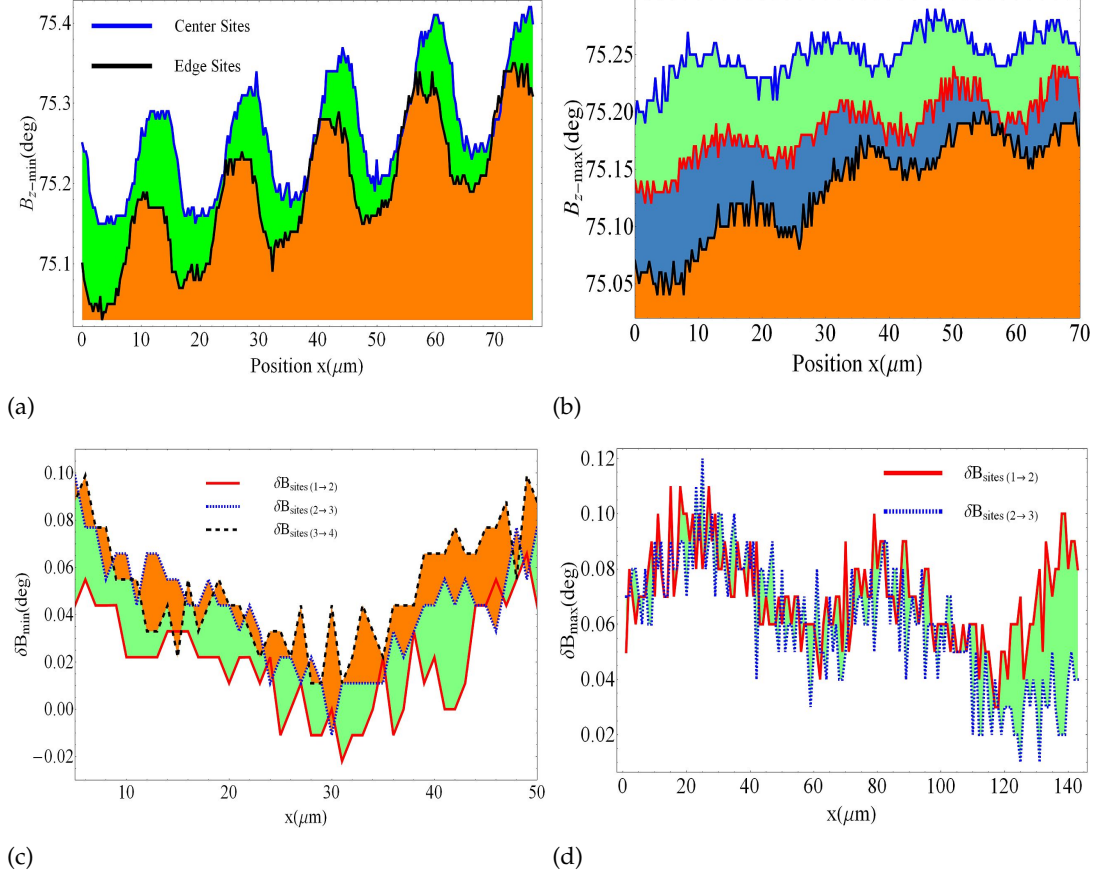 75.4
75.3
75.2
75.1
B_{z-min}(deg)
Center Sites
Edge Sites
0 10 20 30 40 50 60 70
Position x(μm)
(a)
75.25
75.20
75.15
75.10
75.05
B_{z-max}(deg)
0 10 20 30 40 50 60 70
Position x(μm)
(b)
0.10
0.08
0.06
0.04
0.02
0.00
−0.02
δB_{min}(deg)
δB_{sites (1→2)}
δB_{sites (2→3)}
δB_{sites (3→4)}
10 20 30 40 50
x(μm)
(c)
0.12
0.10
0.08
0.06
0.04
0.02
δB_{max}(deg)
δB_{sites (1→2)}
δB_{sites (2→3)}
0 20 40 60 80 100 120 140
x(μm)
(d)